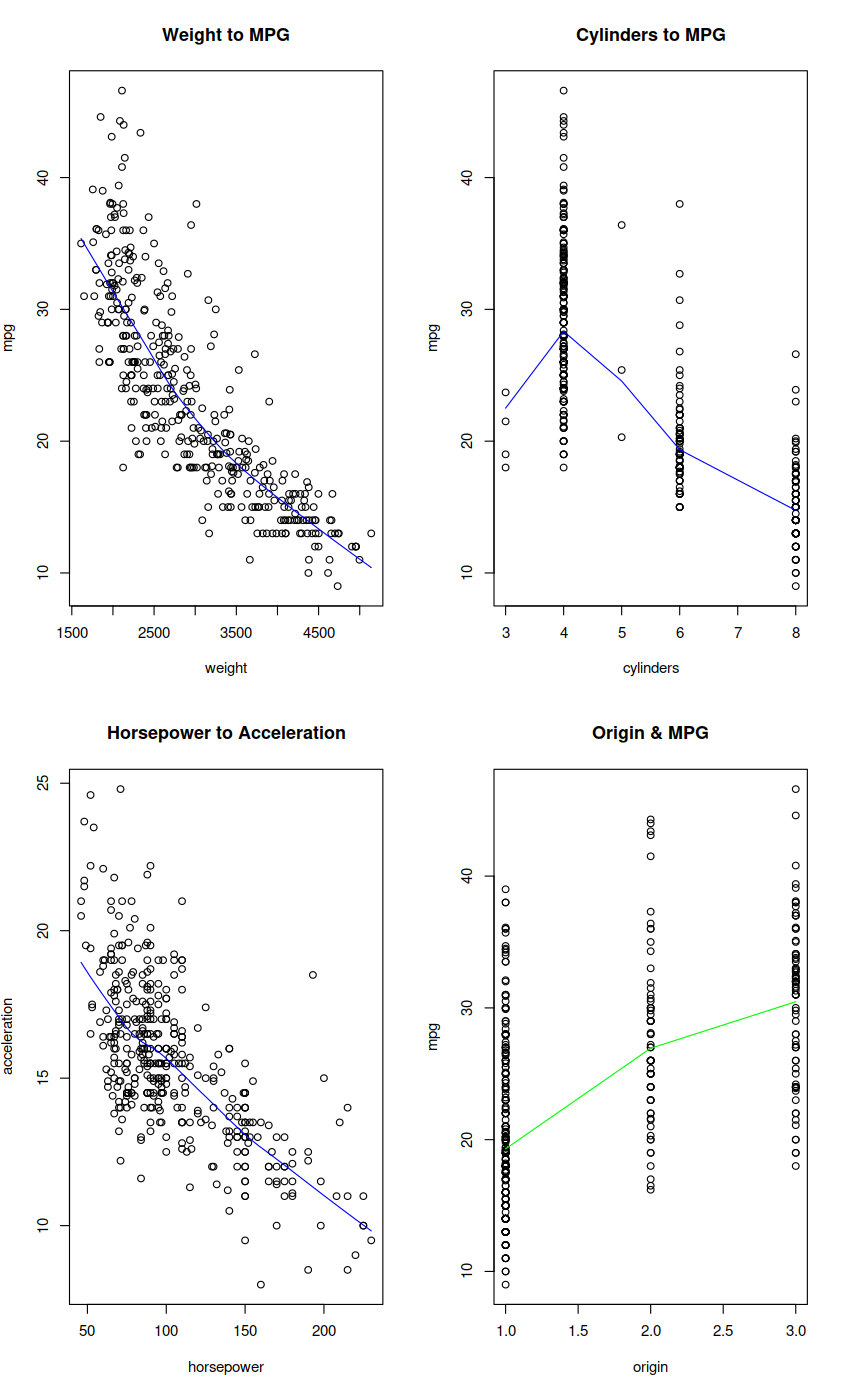 Weight to MPG
mpg
40
30
20
10
1500 2500 3500 4500
weight
Cylinders to MPG
mpg
40
30
20
10
3 4 5 6 7 8
cylinders
Horsepower to Acceleration
acceleration
25
20
15
10
50 100 150 200
horsepower
Origin & MPG
mpg
40
30
20
10
1.0 1.5 2.0 2.5 3.0
origin